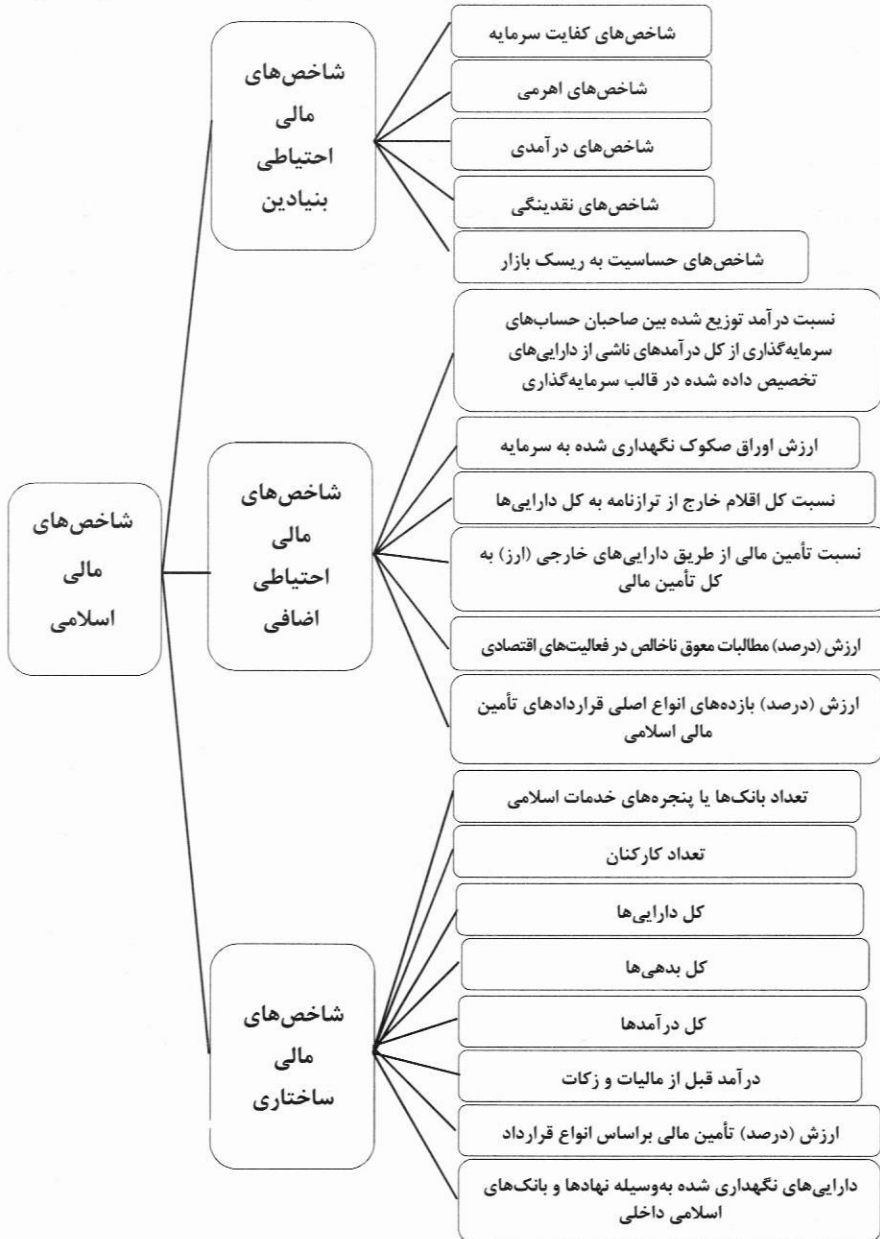 شاخص‌های
مالی
اسلامی
شاخص‌های
مالی
احتیاطی
بنیادین
شاخص‌های کفایت سرمایه
شاخص‌های اهرمی
شاخص‌های درآمدی
شاخص‌های نقدینگی
شاخص‌های حساسیت به ریسک بازار
شاخص‌های
مالی
احتیاطی
اضافی
نسبت درآمد توزیع شده بین صاحبان حساب‌های
سرمایه‌گذاری از کل درآمدهای ناشی از دارایی‌های
تخصیص داده شده در قالب سرمایه‌گذاری
ارزش اوراق صکوک نگهداری شده به سرمایه
نسبت کل اقلام خارج از ترازنامه به کل دارایی‌ها
نسبت تأمین مالی از طریق دارایی‌های خارجی (ارز) به
کل تأمین مالی
ارزش (درصد) مطالبات معوق ناخالص در فعالیت‌های اقتصادی
ارزش (درصد) بازده‌های انواع اصلی قراردادهای تأمین
مالی اسلامی
شاخص‌های
مالی
ساختاری
تعداد بانک‌ها یا پنجره‌های خدمات اسلامی
تعداد کارکنان
کل دارایی‌ها
کل بدهی‌ها
کل درآمدها
درآمد قبل از مالیات و زکات
ارزش (درصد) تأمین مالی براساس انواع قرارداد
دارایی‌های نگهداری شده به‌وسیله نهادها و بانک‌های
اسلامی داخلی